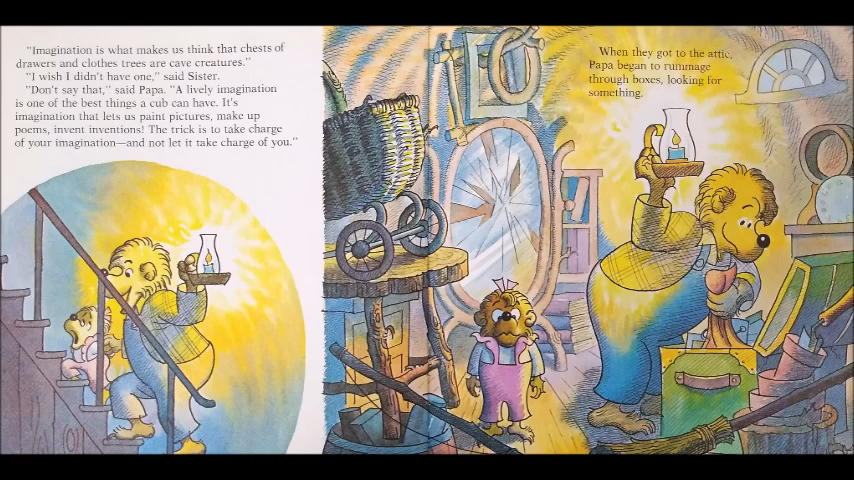 "Imagination is what makes us think that chests of
drawers and clothes trees are cave creatures."
"I wish I didn't have one," said Sister.
"Don't say that," said Papa. "A lively imagination
is one of the best things a cub can have. It's
imagination that lets us paint pictures, make up
poems, invent inventions! The trick is to take charge
of your imagination—and not let it take charge of you."
When they got to the attic,
Papa began to rummage
through boxes, looking for
something.